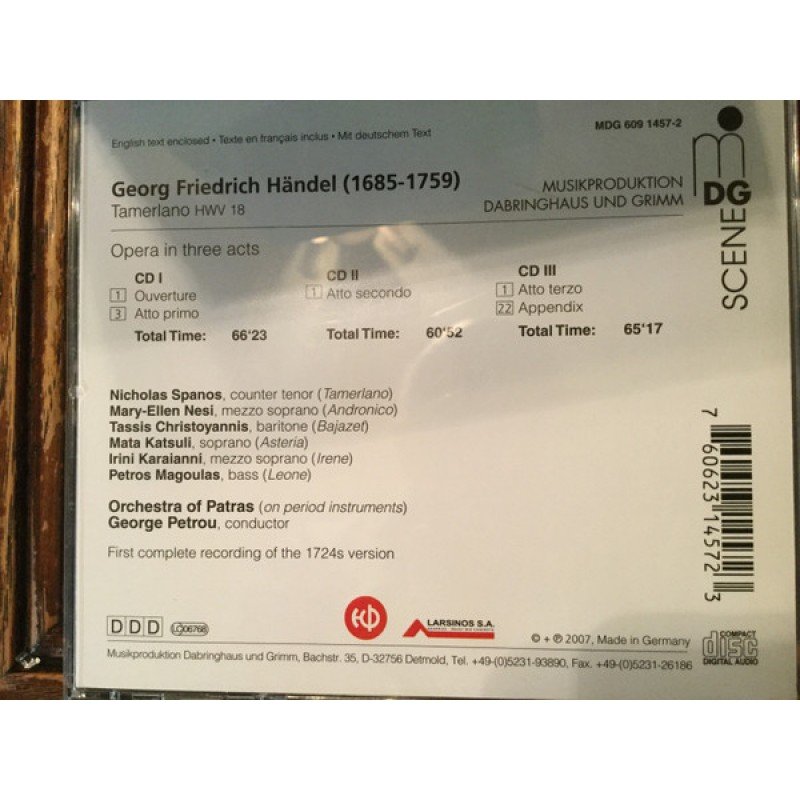 English text enclosed • Texte en français inclus • Mit deutschem Text
MDG 609 1457-2
Georg Friedrich Händel (1685-1759)
Tamerlano HWV 18
MUSIKPRODUKTION
DABRINGHAUS UND GRIMM
mDG
SCENE
Opera in three acts
CD I
1 Ouverture
3 Atto primo
Total Time: 66'23
CD II
1 Atto secondo
Total Time: 60'52
CD III
1 Atto terzo
22 Appendix
Total Time: 65'17
Nicholas Spanos, counter tenor (Tamerlano)
Mary-Ellen Nesi, mezzo soprano (Andronico)
Tassis Christoyannis, baritone (Bajazet)
Mata Katsuli, soprano (Asteria)
Irini Karaianni, mezzo soprano (Irene)
Petros Magoulas, bass (Leone)
Orchestra of Patras (on period instruments)
George Petrou, conductor
First complete recording of the 1724s version
7 60623 14572 3
DDD
LC06768
LARSINOS S.A.
© + ℗ 2007, Made in Germany
COMPACT
disc
DIGITAL AUDIO
Musikproduktion Dabringhaus und Grimm, Bachstr. 35, D-32756 Detmold, Tel. +49-(0)5231-93890, Fax. +49-(0)5231-26186